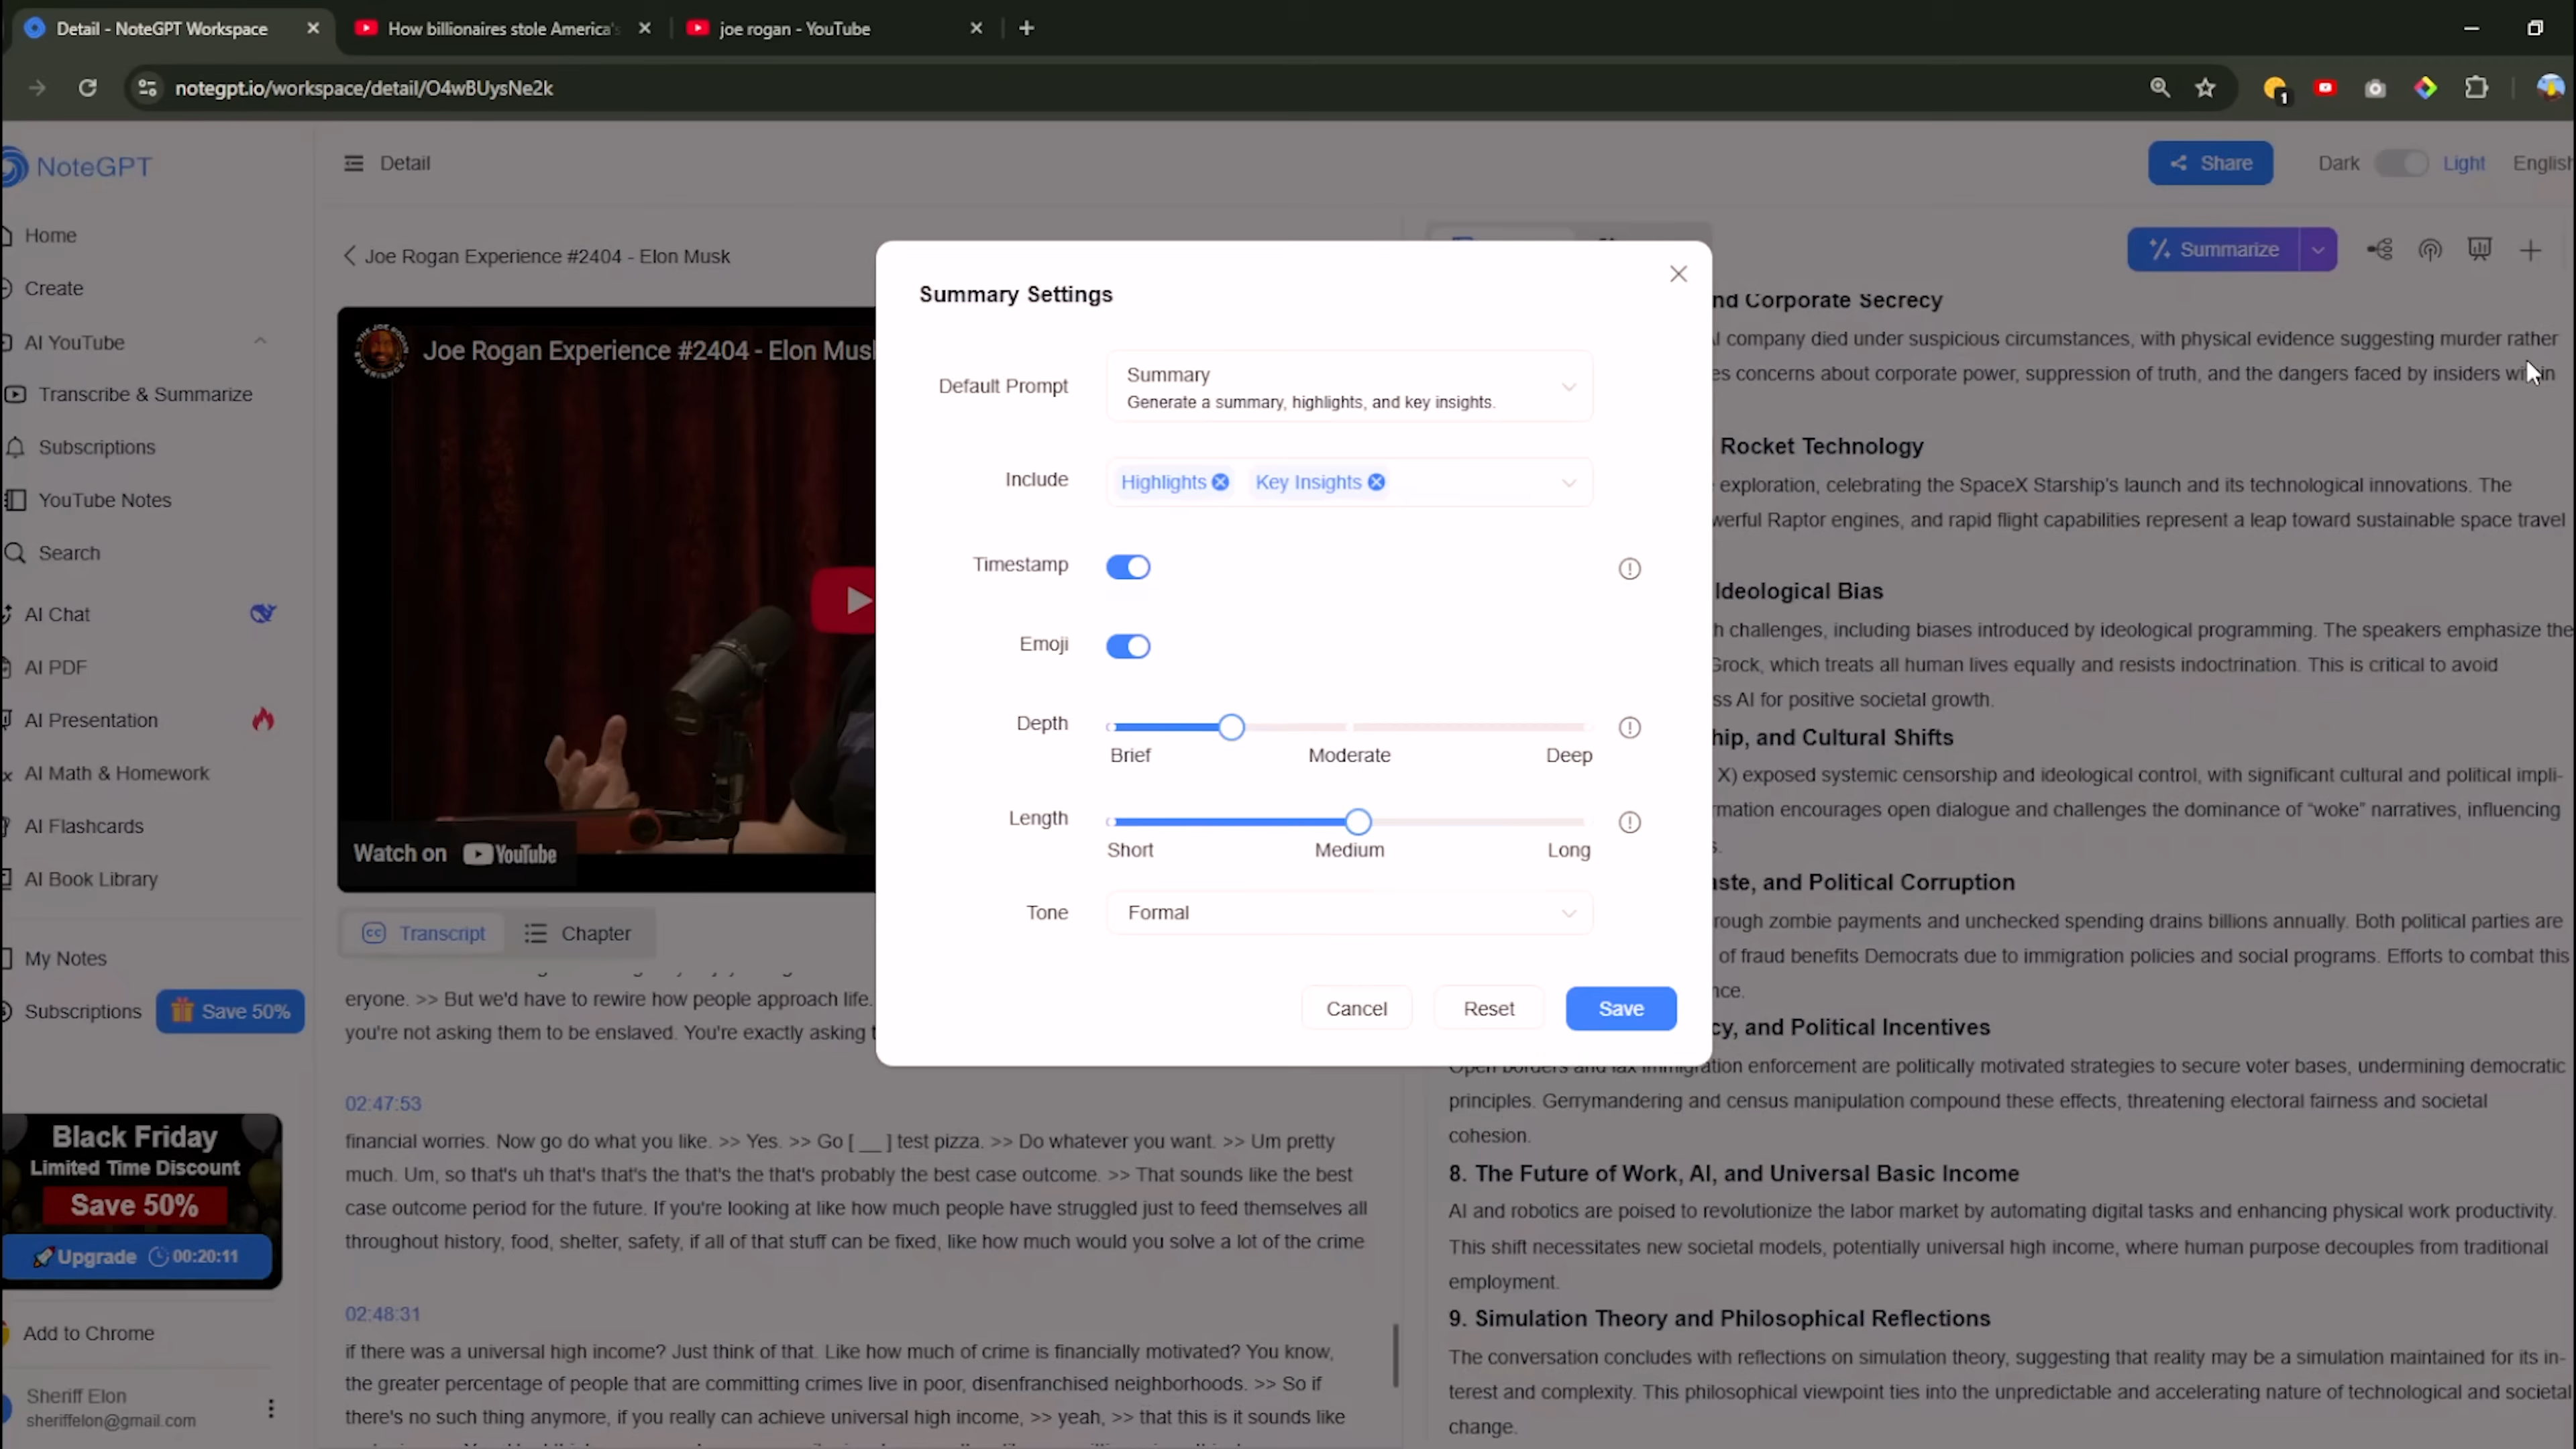 Detail - NoteGPT Workspace
How billionaires stole America's
joe rogan - YouTube
notegpt.io/workspace/detail/O4wBUysNe2k
1
NoteGPT
Home
Create
AI YouTube
Transcribe & Summarize
Subscriptions
YouTube Notes
Search
AI Chat
AI PDF
AI Presentation
AI Math & Homework
AI Flashcards
AI Book Library
My Notes
Subscriptions
Save 50%
Black Friday
Limited Time Discount
Save 50%
Upgrade 00:20:11
Add to Chrome
Sheriff Elon
sheriffelon@gmail.com
Detail
Share
Dark
Light
English
Joe Rogan Experience #2404 - Elon Musk
THE JOE ROGAN EXPERIENCE
Joe Rogan Experience #2404 - Elon Musk
Watch on YouTube
Transcript
Chapter
eryone. >> But we'd have to rewire how people approach life.
you're not asking them to be enslaved. You're exactly asking
02:47:53
financial worries. Now go do what you like. >> Yes. >> Go [ __ ] test pizza. >> Do whatever you want. >> Um pretty
much. Um, so that's uh that's that's the that's the that's probably the best case outcome. >> That sounds like the best
case outcome period for the future. If you're looking at like how much people have struggled just to feed themselves all
throughout history, food, shelter, safety, if all of that stuff can be fixed, like how much would you solve a lot of the crime
02:48:31
if there was a universal high income? Just think of that. Like how much of crime is financially motivated? You know,
the greater percentage of people that are committing crimes live in poor, disenfranchised neighborhoods. >> So if
there's no such thing anymore, if you really can achieve universal high income, >> yeah, >> that this is it sounds like
Summary Settings
Default Prompt
Summary
Generate a summary, highlights, and key insights.
Include
Highlights
Key Insights
Timestamp
Emoji
Depth
Brief
Moderate
Deep
Length
Short
Medium
Long
Tone
Formal
Cancel
Reset
Save
Summarize
nd Corporate Secrecy
AI company died under suspicious circumstances, with physical evidence suggesting murder rather
es concerns about corporate power, suppression of truth, and the dangers faced by insiders within
Rocket Technology
exploration, celebrating the SpaceX Starship's launch and its technological innovations. The
werful Raptor engines, and rapid flight capabilities represent a leap toward sustainable space travel
Ideological Bias
h challenges, including biases introduced by ideological programming. The speakers emphasize the
Grock, which treats all human lives equally and resists indoctrination. This is critical to avoid
ss AI for positive societal growth.
hip, and Cultural Shifts
X) exposed systemic censorship and ideological control, with significant cultural and political impli-
rmation encourages open dialogue and challenges the dominance of “woke” narratives, influencing
s.
aste, and Political Corruption
rough zombie payments and unchecked spending drains billions annually. Both political parties are
of fraud benefits Democrats due to immigration policies and social programs. Efforts to combat this
nce.
cy, and Political Incentives
Open borders and lax immigration enforcement are politically motivated strategies to secure voter bases, undermining democratic
principles. Gerrymandering and census manipulation compound these effects, threatening electoral fairness and societal
cohesion.
8. The Future of Work, AI, and Universal Basic Income
AI and robotics are poised to revolutionize the labor market by automating digital tasks and enhancing physical work productivity.
This shift necessitates new societal models, potentially universal high income, where human purpose decouples from traditional
employment.
9. Simulation Theory and Philosophical Reflections
The conversation concludes with reflections on simulation theory, suggesting that reality may be a simulation maintained for its in-
terest and complexity. This philosophical viewpoint ties into the unpredictable and accelerating nature of technological and societal
change.